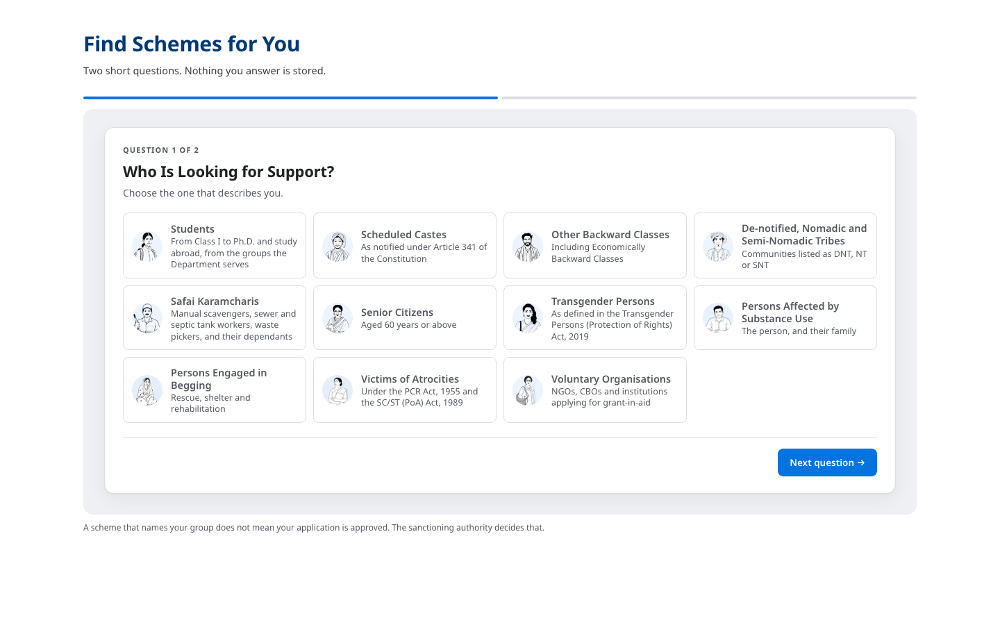 Find Schemes for You
Two short questions. Nothing you answer is stored.
QUESTION 1 OF 2
Who Is Looking for Support?
Choose the one that describes you.
Students
From Class I to Ph.D. and study
abroad, from the groups the
Department serves
Scheduled Castes
As notified under Article 341 of
the Constitution
Other Backward Classes
Including Economically
Backward Classes
De-notified, Nomadic and
Semi-Nomadic Tribes
Communities listed as DNT, NT
or SNT
Safai Karamcharis
Manual scavengers, sewer and
septic tank workers, waste
pickers, and their dependants
Senior Citizens
Aged 60 years or above
Transgender Persons
As defined in the Transgender
Persons (Protection of Rights)
Act, 2019
Persons Affected by
Substance Use
The person, and their family
Persons Engaged in
Begging
Rescue, shelter and
rehabilitation
Victims of Atrocities
Under the PCR Act, 1955 and
the SC/ST (PoA) Act, 1989
Voluntary Organisations
NGOs, CBOs and institutions
applying for grant-in-aid
Next question →
A scheme that names your group does not mean your application is approved. The sanctioning authority decides that.